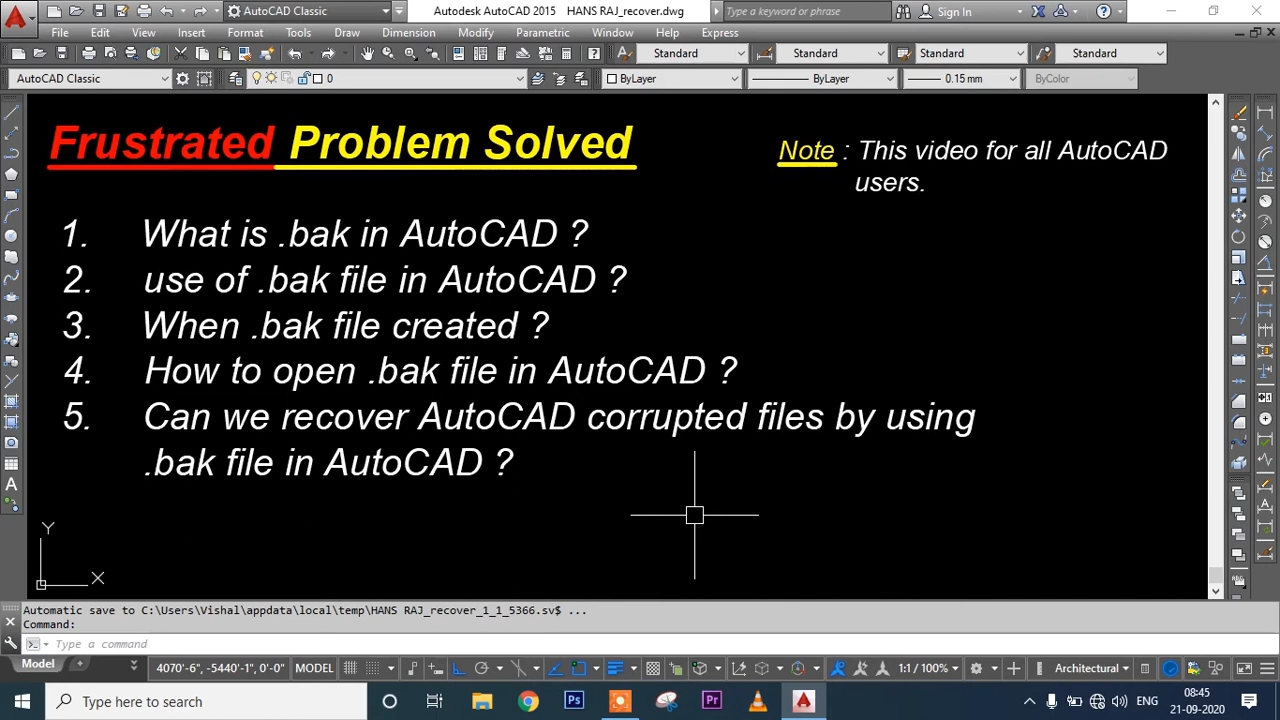 AutoCAD Classic
Autodesk AutoCAD 2015 HANS RAJ_recover.dwg
Type a keyword or phrase
Sign In
File Edit View Insert Format Tools Draw Dimension Modify Parametric Window Help Express
Standard Standard Standard Standard
AutoCAD Classic 0 ByLayer ByLayer 0.15 mm ByColor
Frustrated Problem Solved
Note : This video for all AutoCAD
users.
1. What is .bak in AutoCAD ?
2. use of .bak file in AutoCAD ?
3. When .bak file created ?
4. How to open .bak file in AutoCAD ?
5. Can we recover AutoCAD corrupted files by using
.bak file in AutoCAD ?
Y
X
Automatic save to C:\Users\Vishal\appdata\local\temp\HANS RAJ_recover_1_1_5366.sv$ ...
Command:
Type a command
Model
4070'-6", -5440'-1", 0'-0" MODEL 1:1 / 100% Architectural
Type here to search
Ps
Pr
ENG
08:45
21-09-2020